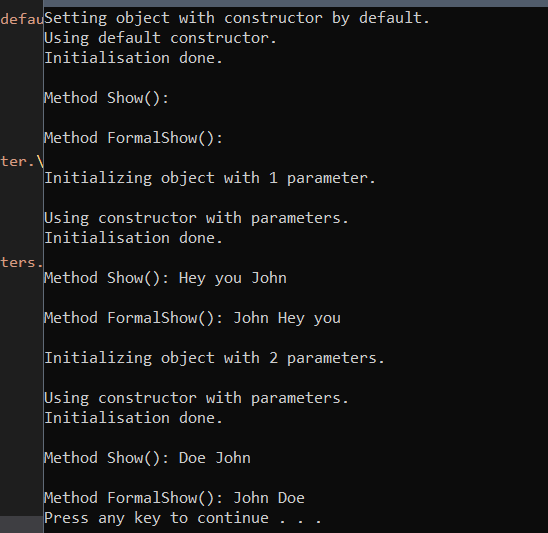 defau
Setting object with constructor by default.
Using default constructor.
Initialisation done.
Method Show():
Method FormalShow():
ter.\
Initializing object with 1 parameter.
Using constructor with parameters.
Initialisation done.
ters.
Method Show(): Hey you John
Method FormalShow(): John Hey you
Initializing object with 2 parameters.
Using constructor with parameters.
Initialisation done.
Method Show(): Doe John
Method FormalShow(): John Doe
Press any key to continue . . .